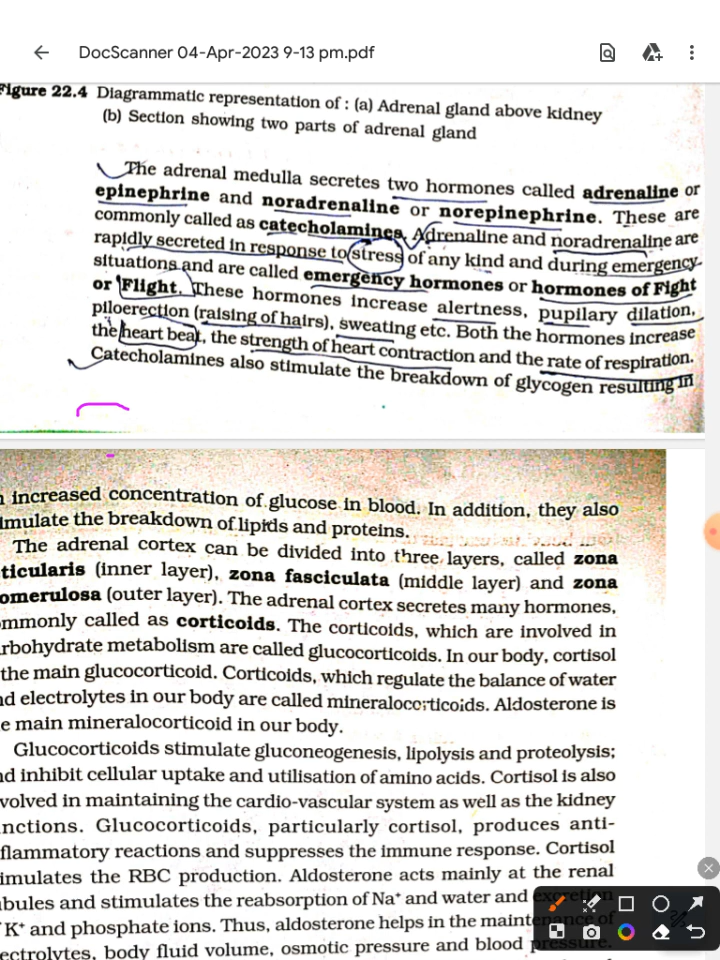 DocScanner 04-Apr-2023 9-13 pm.pdf
Figure 22.4 Diagrammatic representation of : (a) Adrenal gland above kidney
(b) Section showing two parts of adrenal gland
The adrenal medulla secretes two hormones called adrenaline or
epinephrine and noradrenaline or norepinephrine. These are
commonly called as catecholamines. Adrenaline and noradrenaline are
rapidly secreted in response to stress of any kind and during emergency
situations and are called emergency hormones or hormones of Fight
or Flight. These hormones increase alertness, pupilary dilation,
piloerection (raising of hairs), sweating etc. Both the hormones increase
the heart beat, the strength of heart contraction and the rate of respiration.
Catecholamines also stimulate the breakdown of glycogen resulting in
increased concentration of glucose in blood. In addition, they also
imulate the breakdown of lipids and proteins.
The adrenal cortex can be divided into three layers, called zona
ticularis (inner layer), zona fasciculata (middle layer) and zona
omerulosa (outer layer). The adrenal cortex secretes many hormones,
mmonly called as corticoids. The corticoids, which are involved in
rbohydrate metabolism are called glucocorticoids. In our body, cortisol
the main glucocorticoid. Corticoids, which regulate the balance of water
nd electrolytes in our body are called mineralocorticoids. Aldosterone is
e main mineralocorticoid in our body.
Glucocorticoids stimulate gluconeogenesis, lipolysis and proteolysis;
nd inhibit cellular uptake and utilisation of amino acids. Cortisol is also
volved in maintaining the cardio-vascular system as well as the kidney
nctions. Glucocorticoids, particularly cortisol, produces anti-
flammatory reactions and suppresses the immune response. Cortisol
imulates the RBC production. Aldosterone acts mainly at the renal
bules and stimulates the reabsorption of Na⁺ and water and excretion
K⁺ and phosphate ions. Thus, aldosterone helps in the maintenance of
ectrolytes, body fluid volume, osmotic pressure and blood pressure.